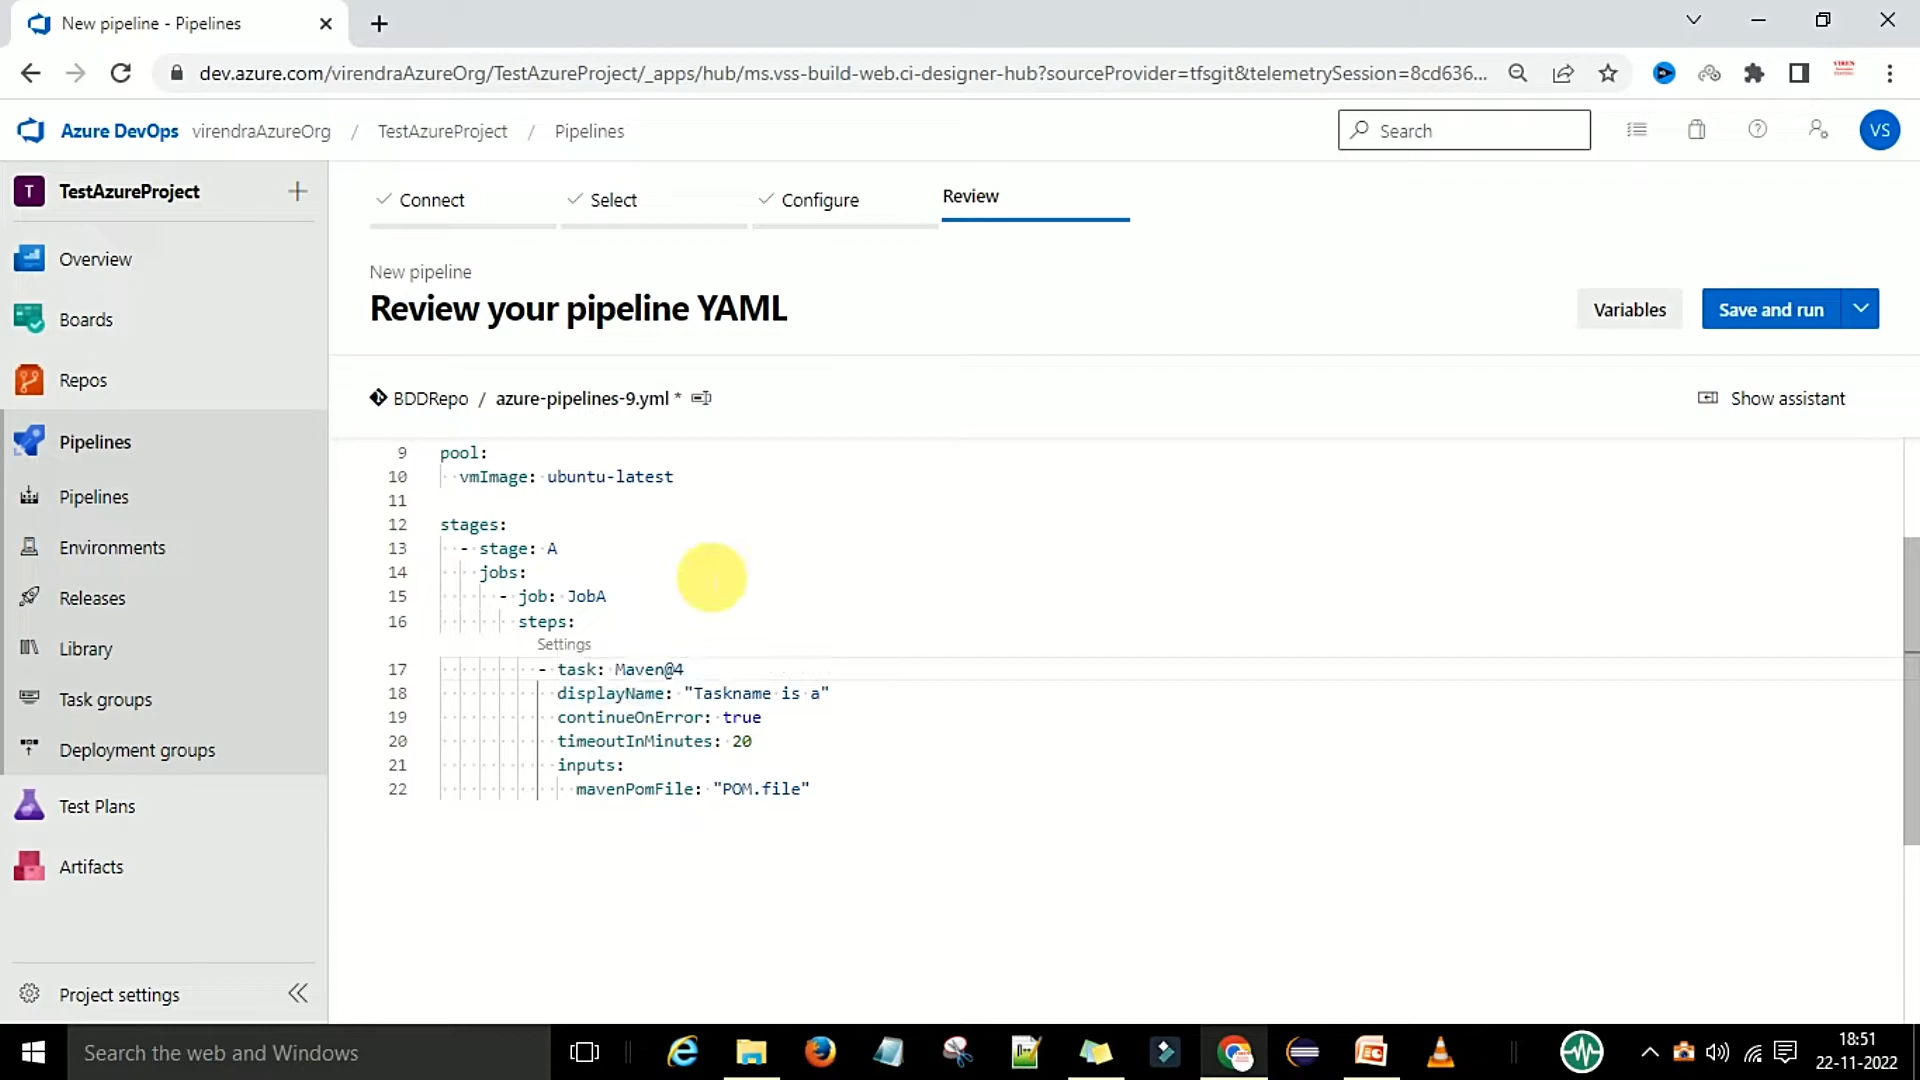 New pipeline - Pipelines
dev.azure.com/virendraAzureOrg/TestAzureProject/_apps/hub/ms.vss-build-web.ci-designer-hub?sourceProvider=tfsgit&telemetrySession=8cd636...
Azure DevOps virendraAzureOrg / TestAzureProject / Pipelines
Search
VS
T TestAzureProject
Connect
Select
Configure
Review
Overview
Boards
Repos
Pipelines
Pipelines
Environments
Releases
Library
Task groups
Deployment groups
Test Plans
Artifacts
Project settings
New pipeline
Review your pipeline YAML
Variables
Save and run
BDDRepo / azure-pipelines-9.yml *
Show assistant
9 pool:
10 vmImage: ubuntu-latest
11
12 stages:
13 - stage: A
14 jobs:
15 - job: JobA
16 steps:
Settings
17 - task: Maven@4
18 displayName: "Taskname is a"
19 continueOnError: true
20 timeoutInMinutes: 20
21 inputs:
22 mavenPomFile: "POM.file"
Search the web and Windows
18:51
22-11-2022